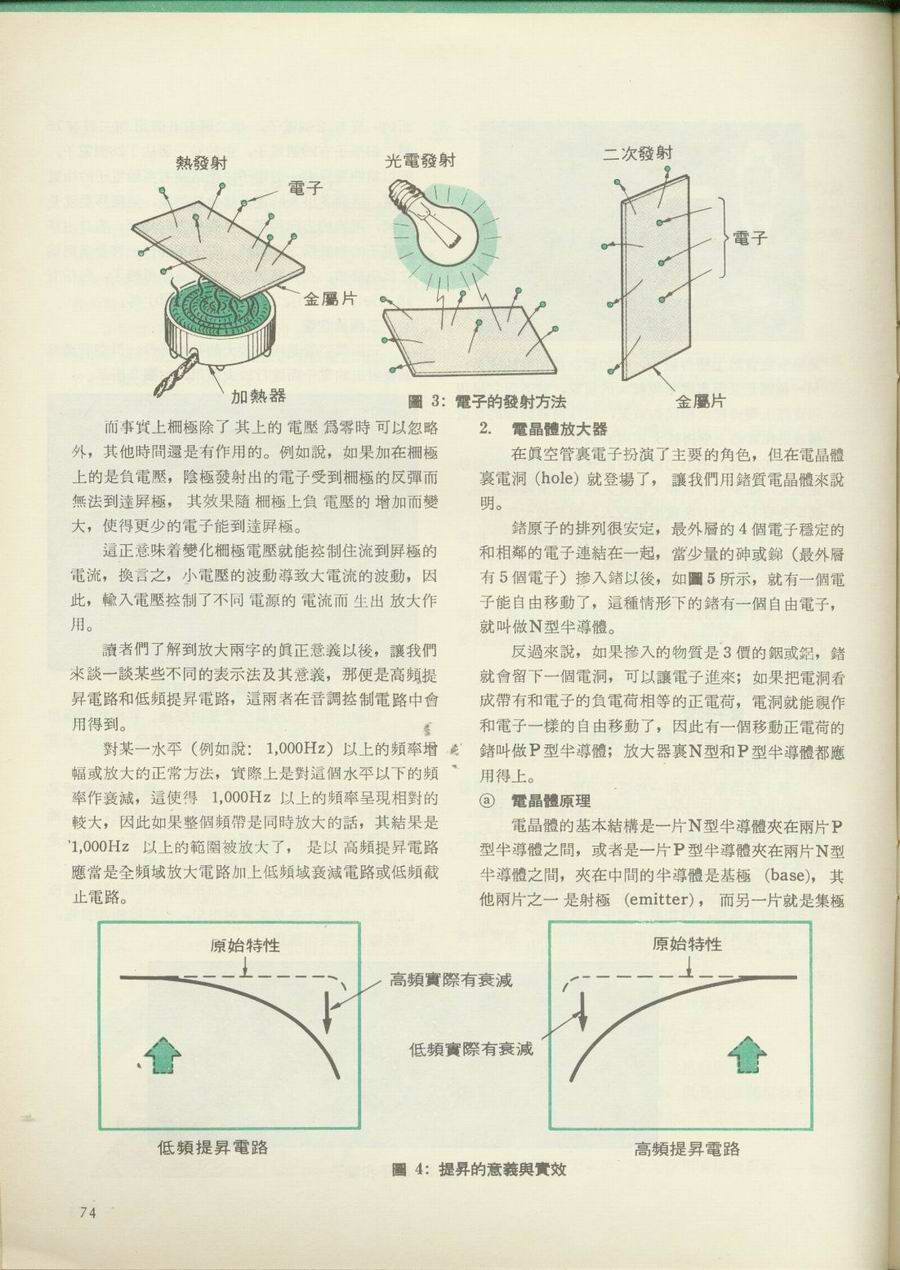 熱發射
電子
金屬片
加熱器
光電發射
二次發射
電子
金屬片
圖 3：電子的發射方法
而事實上柵極除了 其上的 電壓 爲零時 可以忽略
外，其他時間還是有作用的。例如說，如果加在柵極
上的是負電壓，陰極發射出的電子受到柵極的反彈而
無法到達屏極， 其效果隨 柵極上負 電壓的 增加而變
大，使得更少的電子能到達屏極。
這正意味着變化柵極電壓就能控制住流到屏極的
電流，換言之，小電壓的波動導致大電流的波動，因
此，輸入電壓控制了不同 電源的 電流而 生出 放大作
用。
讀者們了解到放大兩字的眞正意義以後，讓我們
來談一談某些不同的表示法及其意義，那便是高頻提
昇電路和低頻提昇電路，這兩者在音調控制電路中會
用得到。
對某一水平（例如說：1,000Hz）以上的頻率增
幅或放大的正常方法，實際上是對這個水平以下的頻
率作衰減，這使得 1,000Hz 以上的頻率呈現相對的
較大，因此如果整個頻帶是同時放大的話，其結果是
1,000Hz 以上的範圍被放大了， 是以 高頻提昇電路
應當是全頻域放大電路加上低頻域衰減電路或低頻截
止電路。
2. 電晶體放大器
在眞空管裏電子扮演了主要的角色，但在電晶體
裏電洞 (hole) 就登場了， 讓我們用鍺質電晶體來說
明。
鍺原子的排列很安定，最外層的 4 個電子穩定的
和相鄰的電子連結在一起，當少量的砷或銻（最外層
有 5 個電子）摻入鍺以後，如圖 5 所示，就有一個電
子能自由移動了，這種情形下的鍺有一個自由電子，
就叫做N型半導體。
反過來說，如果摻入的物質是 3 價的銦或鋁，鍺
就會留下一個電洞，可以讓電子進來；如果把電洞看
成帶有和電子的負電荷相等的正電荷，電洞就能視作
和電子一樣的自由移動了，因此有一個移動正電荷的
鍺叫做P型半導體；放大器裏N型和P型半導體都應
用得上。
ⓐ 電晶體原理
電晶體的基本結構是一片N型半導體夾在兩片P
型半導體之間，或者是一片P型半導體夾在兩片N型
半導體之間，夾在中間的半導體是基極 (base)，其
他兩片之一 是射極 (emitter)， 而另一片就是集極
原始特性
高頻實際有衰減
低頻提昇電路
原始特性
低頻實際有衰減
高頻提昇電路
圖 4：提昇的意義與實效
74